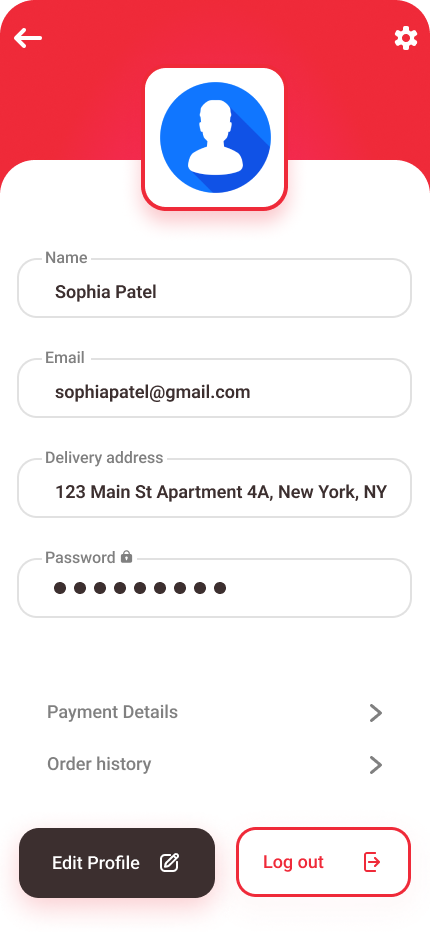 Name
Sophia Patel
Email
sophiapatel@gmail.com
Delivery address
123 Main St Apartment 4A, New York, NY
Password
Payment Details
Order history
Edit Profile
Log out